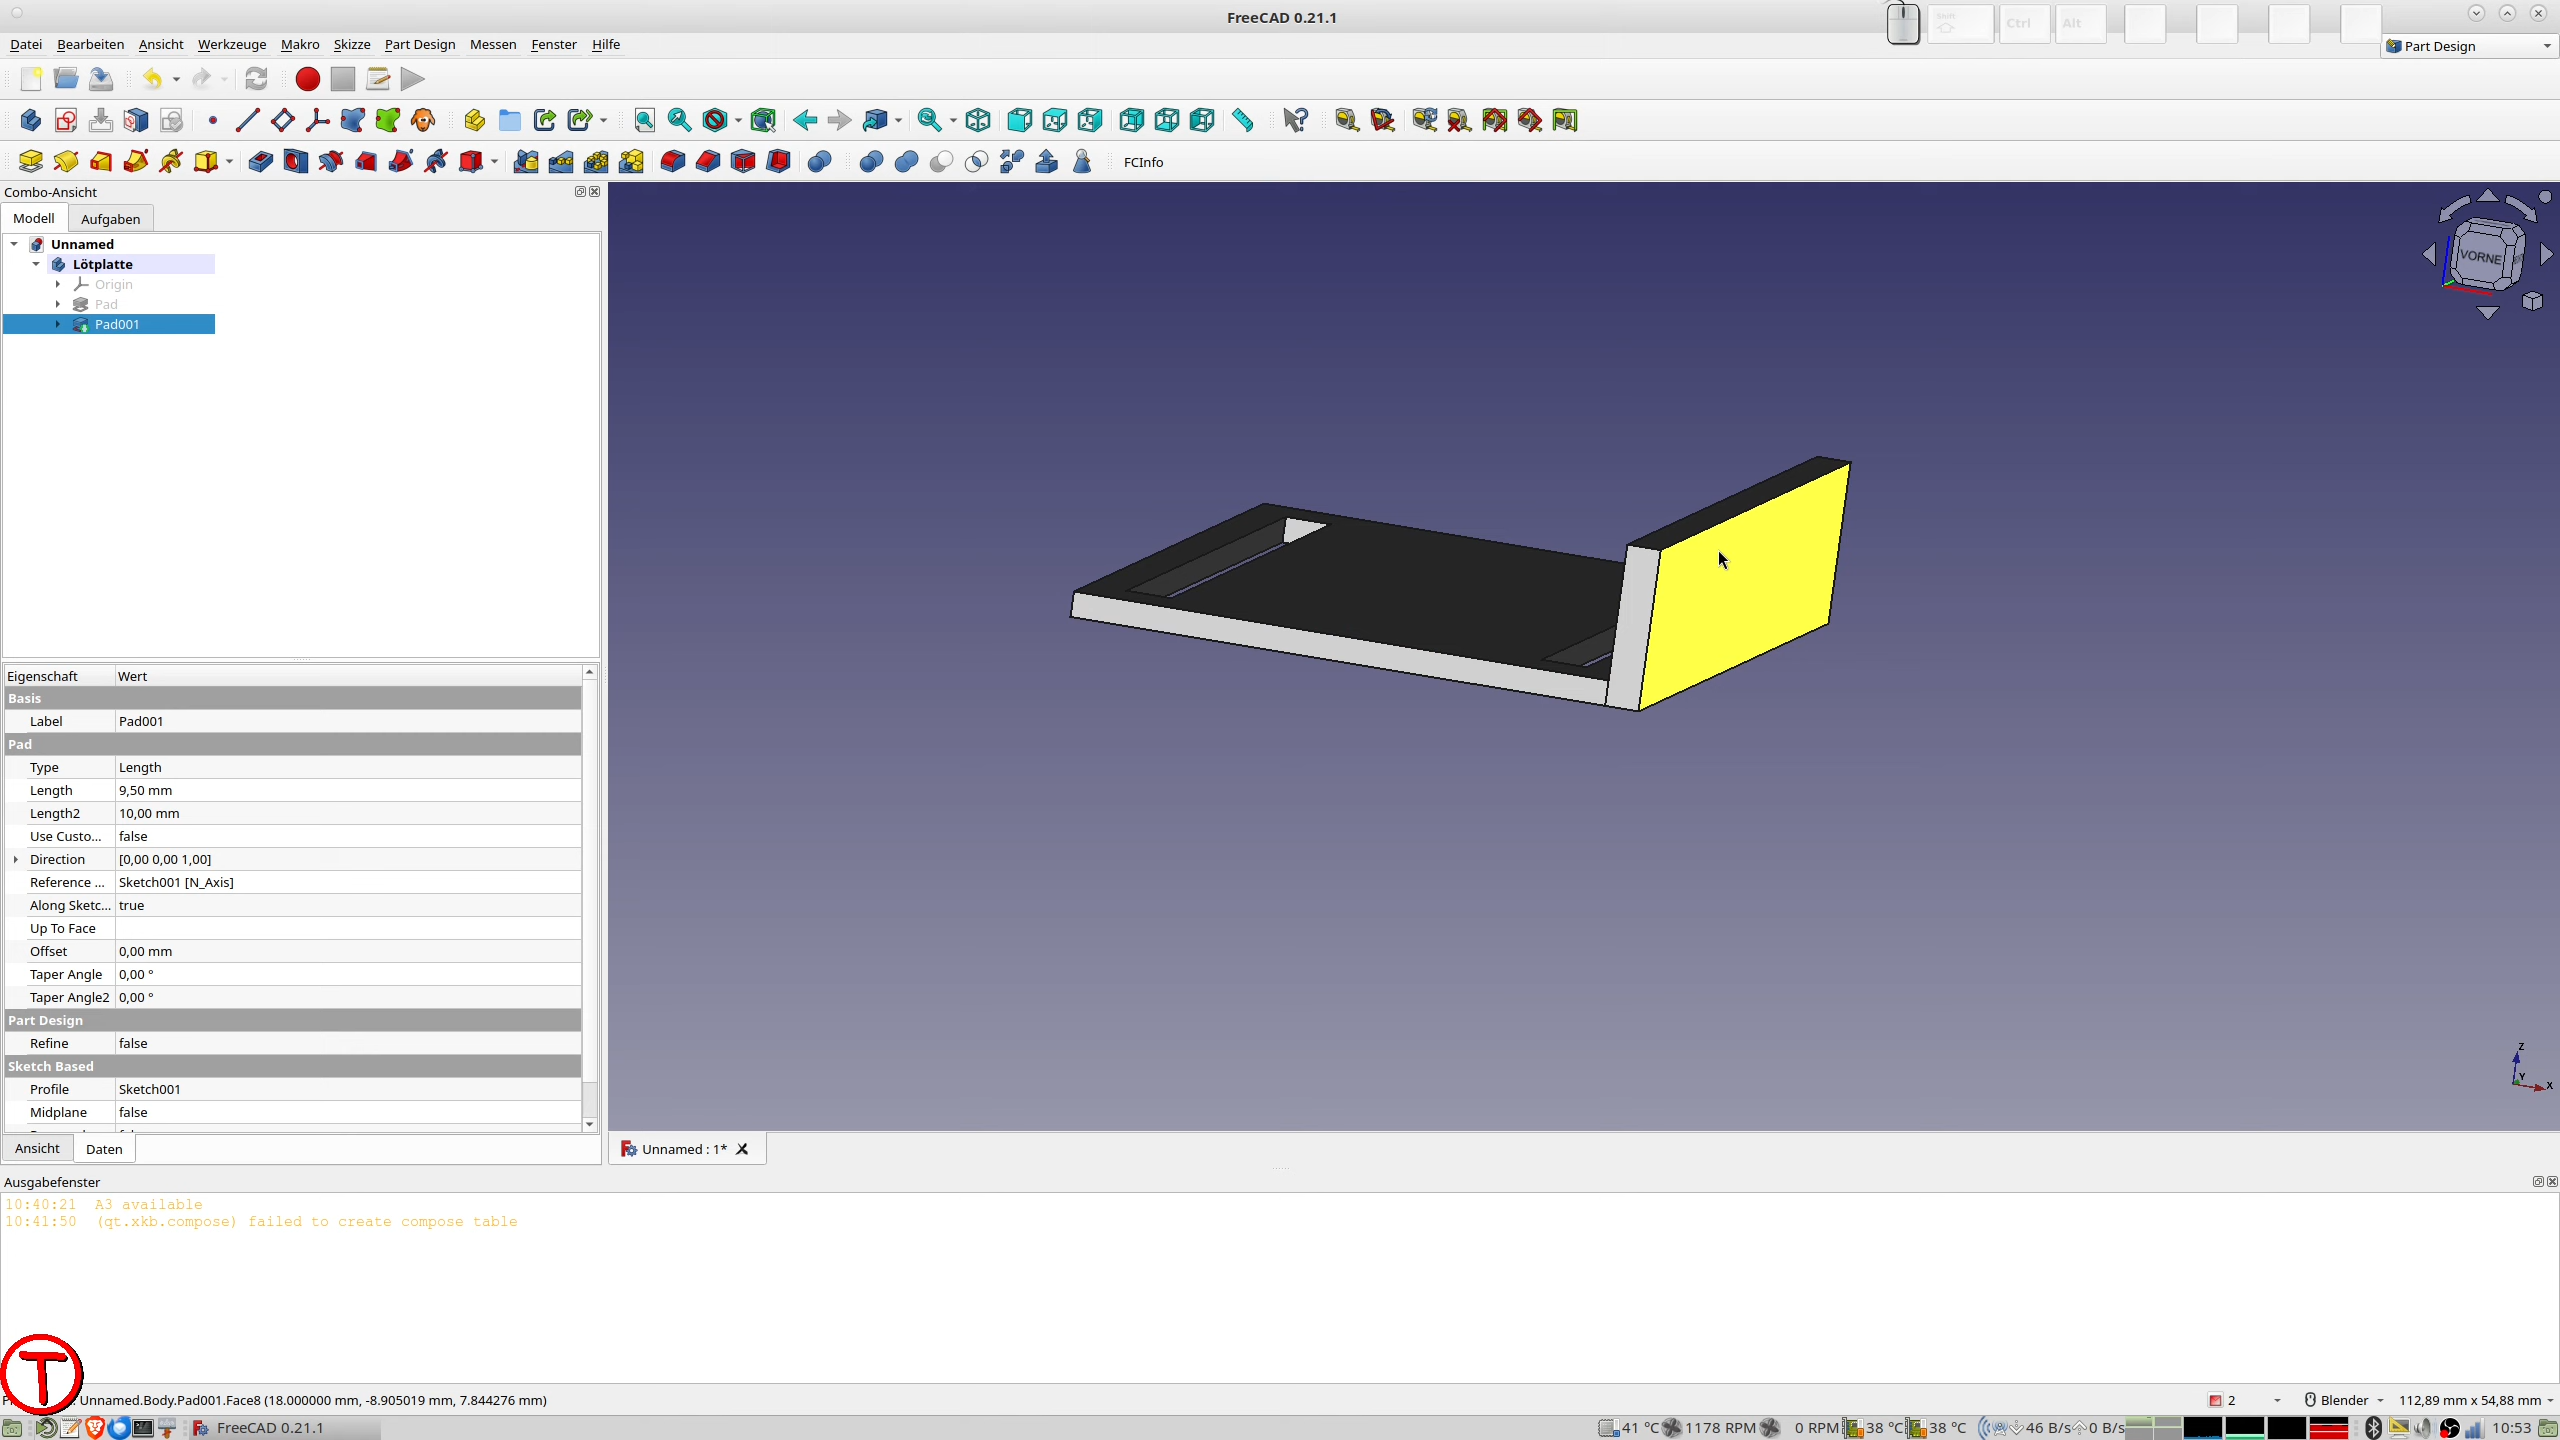 FreeCAD 0.21.1
Shift
Ctrl
Alt
Datei Bearbeiten Ansicht Werkzeuge Makro Skizze Part Design Messen Fenster Hilfe
Part Design
FCInfo
Combo-Ansicht
Modell Aufgaben
Unnamed
Lötplatte
Origin
Pad
Pad001
Eigenschaft Wert
Basis
Label Pad001
Pad
Type Length
Length 9,50 mm
Length2 10,00 mm
Use Custo... false
Direction [0,00 0,00 1,00]
Reference ... Sketch001 [N_Axis]
Along Sketc... true
Up To Face
Offset 0,00 mm
Taper Angle 0,00 °
Taper Angle2 0,00 °
Part Design
Refine false
Sketch Based
Profile Sketch001
Midplane false
Ansicht Daten
VORNE
Z
Y
X
Unnamed : 1*
Ausgabefenster
10:40:21 A3 available
10:41:50 (qt.xkb.compose) failed to create compose table
T
Unnamed.Body.Pad001.Face8 (18.000000 mm, -8.905019 mm, 7.844276 mm)
2 Blender 112,89 mm x 54,88 mm
FreeCAD 0.21.1
41 °C 1178 RPM 0 RPM 38 °C 38 °C 46 B/s 0 B/s 10:53